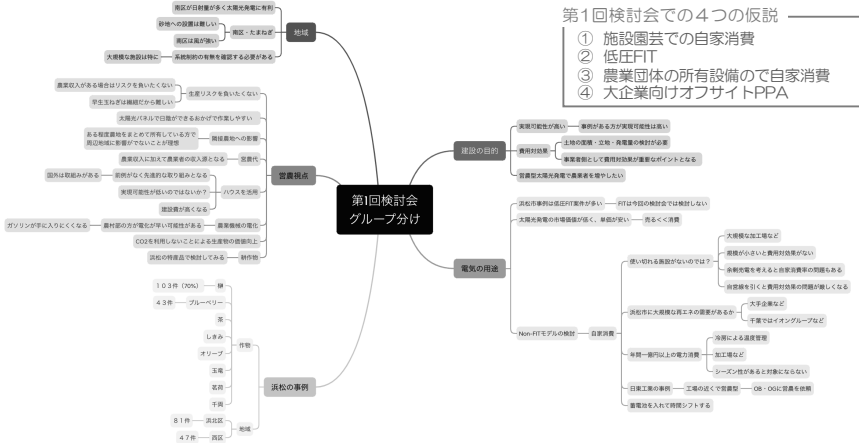 第1回検討会での４つの仮説
① 施設園芸での自家消費
② 低圧FIT
③ 農業団体の所有設備ので自家消費
④ 大企業向けオフサイトPPA
第1回検討会
グループ分け
地域
南区が日射量が多く太陽光発電に有利
南区・たまねぎ
砂地への設置は難しい
南区は風が強い
系統制約の有無を確認する必要がある
大規模な施設は特に
営農視点
生産リスクを負いたくない
農業収入がある場合はリスクを負いたくない
早生玉ねぎは繊細だから難しい
太陽光パネルで日陰ができるおかげで作業しやすい
隣接農地への影響
ある程度農地をまとめて所有している方で
周辺地域に影響がでないことが理想
営農代
農業収入に加えて農業者の収入源となる
ハウスを活用
前例がなく先進的な取り組みとなる
国外は取組みがある
実現可能性が低いのではないか？
建設費が高くなる
農業機械の電化
農村部の方が電化が早い可能性がある
ガソリンが手に入りにくくなる
CO2を利用しないことによる生産物の価値向上
耕作物
浜松の特産品で検討してみる
浜松の事例
作物
榊
１０３件（70%）
ブルーベリー
４３件
茶
しきみ
オリーブ
玉竜
茗荷
千両
地域
浜北区
８１件
西区
４７件
建設の目的
実現可能性が高い
事例がある方が実現可能性は高い
費用対効果
土地の面積・立地・発電量の検討が必要
事業者側として費用対効果が重要なポイントとなる
営農型太陽光発電で農業者を増やしたい
電気の用途
浜松市事例は低圧FIT案件が多い
FITは今回の検討会では検討しない
太陽光発電の市場価値が低く、単価が安い
売るくく消費
Non-FITモデルの検討
自家消費
使い切れる施設がないのでは？
大規模な加工場など
規模が小さいと費用対効果がない
余剰売電を考えると自家消費率の問題もある
自営線を引くと費用対効果の問題が厳しくなる
浜松市に大規模な再エネの需要があるか
大手企業など
千葉ではイオングループなど
年間一億円以上の電力消費
冷房による温度管理
加工場など
シーズン性があると対象にならない
日東工業の事例
工場の近くで営農型
OB・OGに営農を依頼
蓄電池を入れて時間シフトする